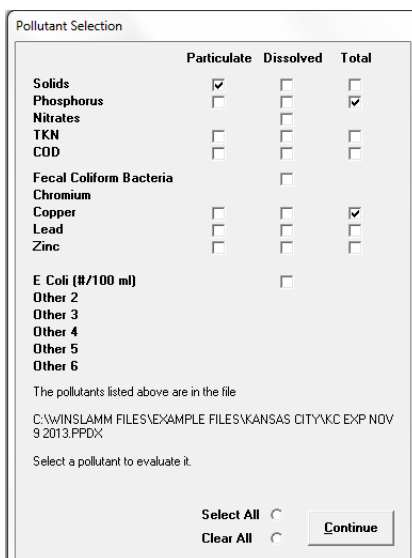 Pollutant Selection
Particulate Dissolved Total
Solids
Phosphorus
Nitrates
TKN
COD
Fecal Coliform Bacteria
Chromium
Copper
Lead
Zinc
E Coli (#/100 ml)
Other 2
Other 3
Other 4
Other 5
Other 6
The pollutants listed above are in the file
C:\WINSLAMM FILES\EXAMPLE FILES\KANSAS CITY\KC EXP NOV
9 2013.PPDX
Select a pollutant to evaluate it.
Select All
Continue
Clear All